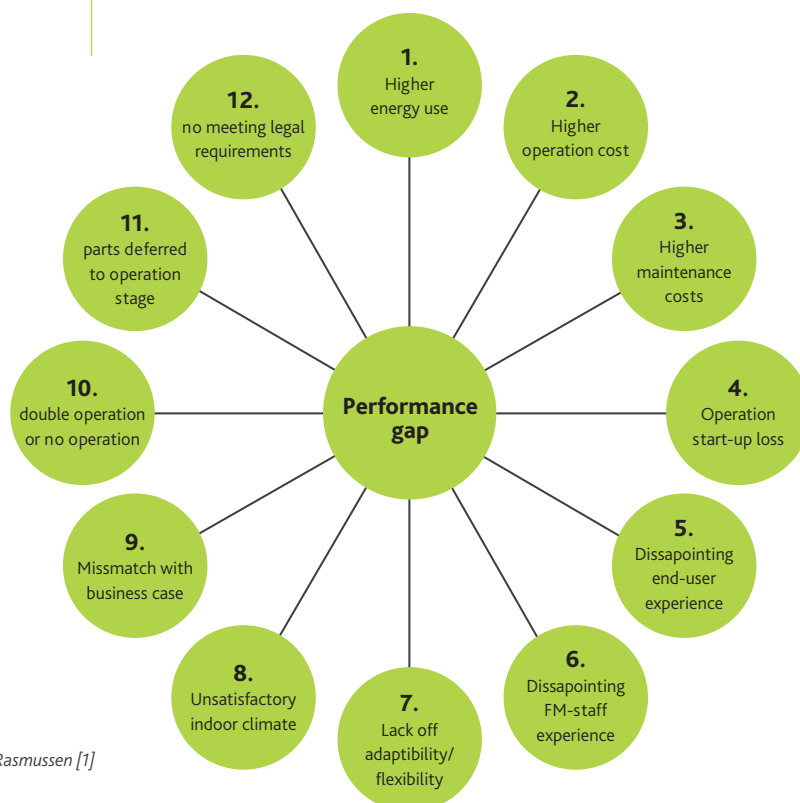 1.
Higher
energy use
2.
Higher
operation cost
3.
Higher
maintenance
costs
4.
Operation
start-up loss
5.
Dissapointing
end-user
experience
6.
Dissapointing
FM-staff
experience
7.
Lack off
adaptibility/
flexibility
8.
Unsatisfactory
indoor climate
9.
Missmatch with
business case
10.
double operation
or no operation
11.
parts deferred
to operation
stage
12.
no meeting legal
requirements
Performance
gap
Rasmussen [1]